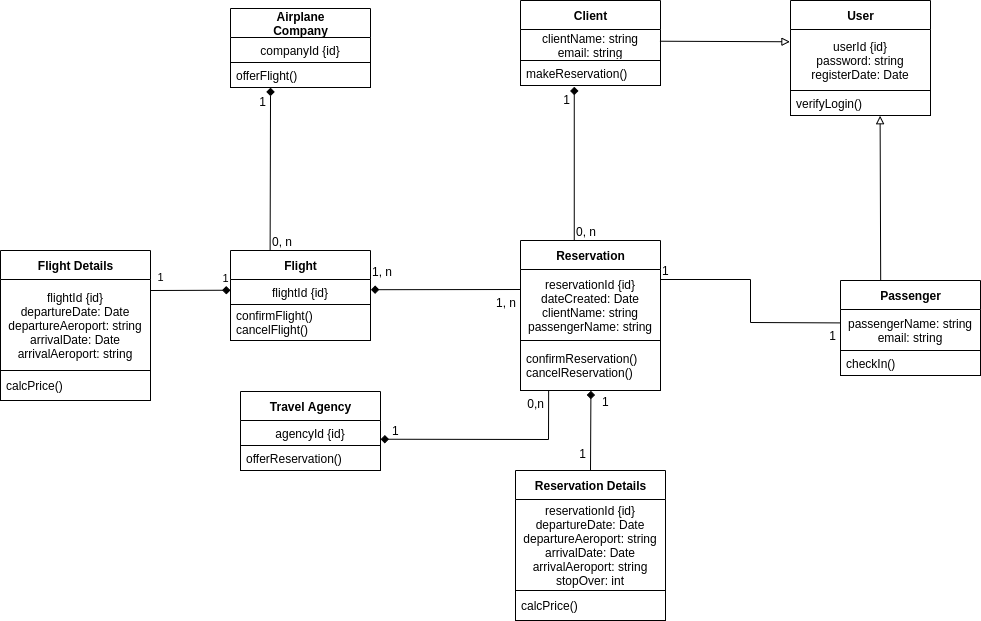 Airplane
Company
companyId {id}
offerFlight()
1
0, n
Client
clientName: string
email: string
makeReservation()
1
0, n
User
userId {id}
password: string
registerDate: Date
verifyLogin()
Flight Details
flightId {id}
departureDate: Date
departureAeroport: string
arrivalDate: Date
arrivalAeroport: string
calcPrice()
1
1
Flight
flightId {id}
confirmFlight()
cancelFlight()
1, n
1, n
Reservation
reservationId {id}
dateCreated: Date
clientName: string
passengerName: string
confirmReservation()
cancelReservation()
1
1
Passenger
passengerName: string
email: string
checkIn()
Travel Agency
agencyId {id}
offerReservation()
1
0,n
1
1
Reservation Details
reservationId {id}
departureDate: Date
departureAeroport: string
arrivalDate: Date
arrivalAeroport: string
stopOver: int
calcPrice()